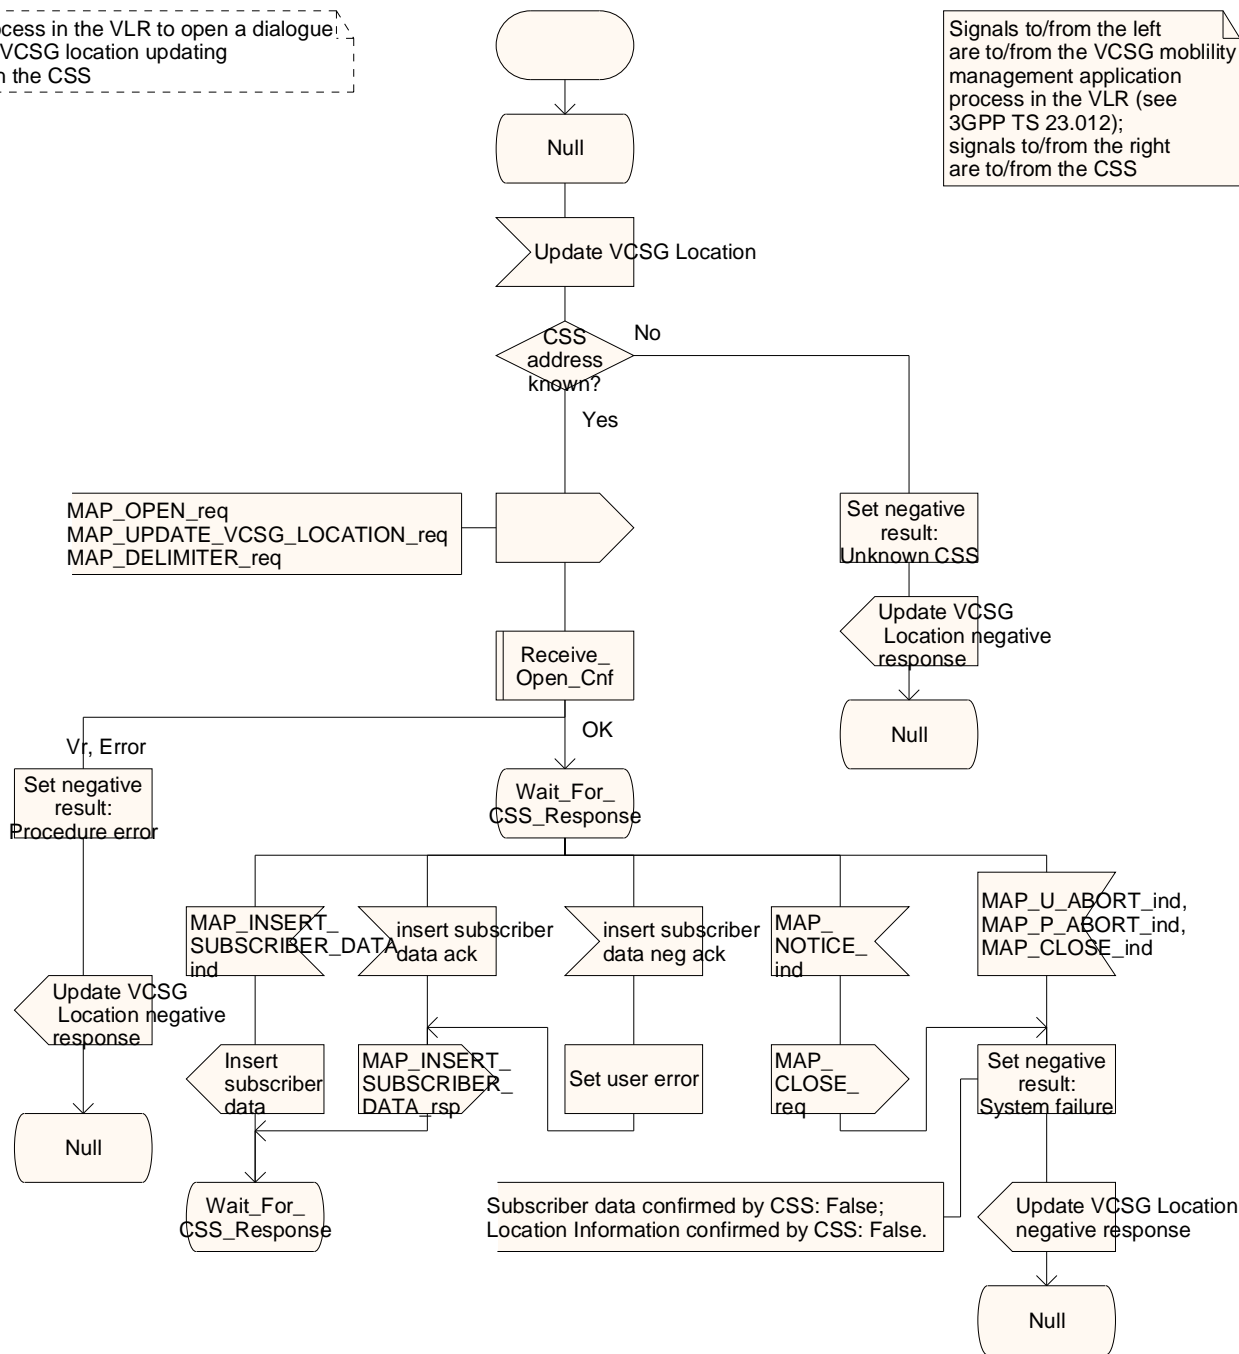 cess in the VLR to open a dialogue
VCSG location updating
the CSS
Signals to/from the left
are to/from the VCSG moblility
management application
process in the VLR (see
3GPP TS 23.012);
signals to/from the right
are to/from the CSS
Null
Update VCSG Location
CSS
address
known?
No
Yes
MAP_OPEN_req
MAP_UPDATE_VCSG_LOCATION_req
MAP_DELIMITER_req
Set negative
result:
Unknown CSS
Update VCSG
Location negative
response
Null
Receive_
Open_Cnf
OK
Vr, Error
Set negative
result:
Procedure error
Update VCSG
Location negative
response
Null
Wait_For_
CSS_Response
MAP_INSERT_
SUBSCRIBER_DATA_
ind
insert subscriber
data ack
insert subscriber
data neg ack
MAP_
NOTICE_
ind
MAP_U_ABORT_ind,
MAP_P_ABORT_ind,
MAP_CLOSE_ind
Insert
subscriber
data
MAP_INSERT_
SUBSCRIBER_
DATA_rsp
Set user error
MAP_
CLOSE_
req
Set negative
result:
System failure
Wait_For_
CSS_Response
Subscriber data confirmed by CSS: False;
Location Information confirmed by CSS: False.
Update VCSG Location
negative response
Null